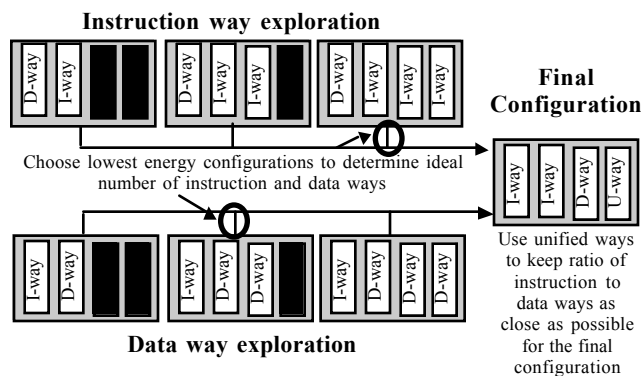 Instruction way exploration
D-way
I-way
D-way
I-way
I-way
D-way
I-way
I-way
I-way
Choose lowest energy configurations to determine ideal
number of instruction and data ways
I-way
D-way
I-way
D-way
D-way
I-way
D-way
D-way
D-way
Data way exploration
Final
Configuration
I-way
I-way
D-way
U-way
Use unified ways
to keep ratio of
instruction to
data ways as
close as possible
for the final
configuration